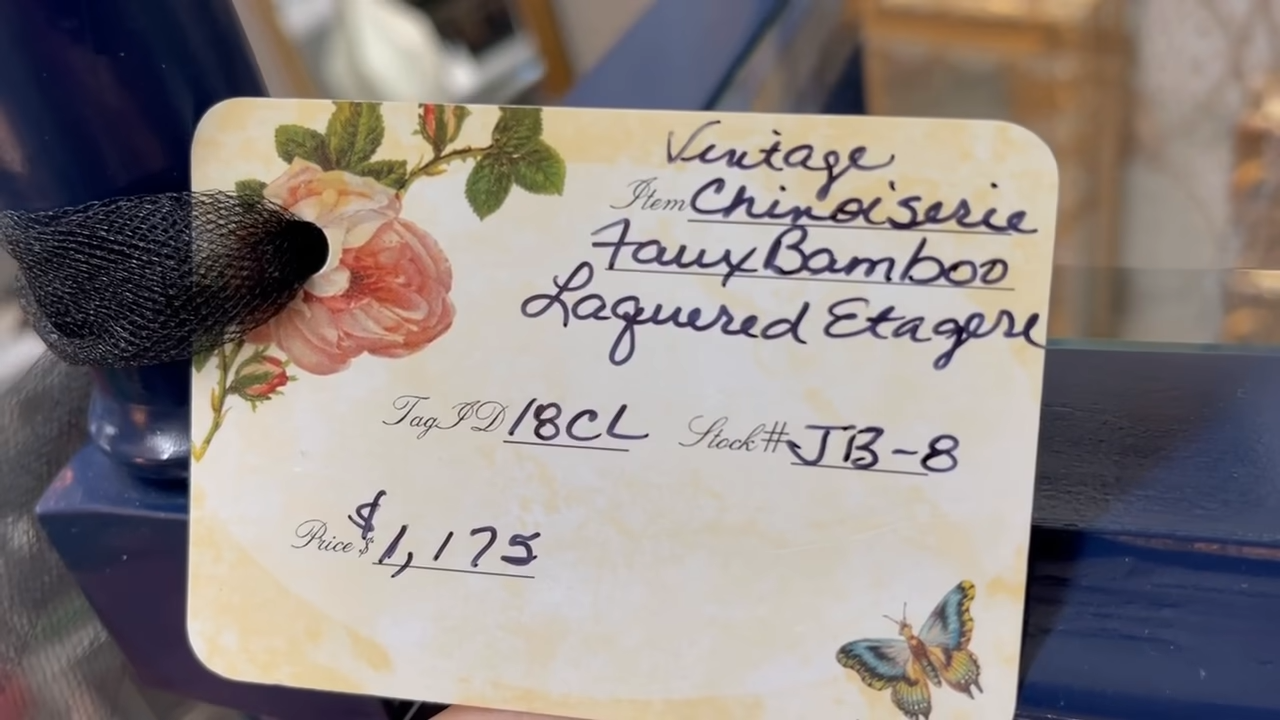 Vintage
Item Chinoiserie
Faux Bamboo
Laquered Etagere
Tag ID 18CL Stock# JB-8
Price $ $1,175